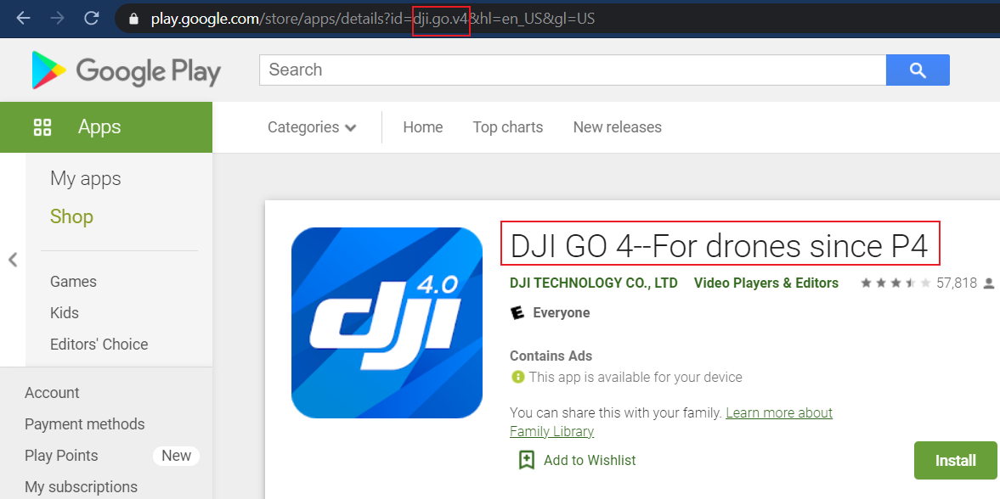 play.google.com/store/apps/details?id=dji.go.v4&hl=en_US&gl=US
Google Play
Search
Apps
Categories
Home
Top charts
New releases
My apps
Shop
Games
Kids
Editors' Choice
Account
Payment methods
Play Points
New
My subscriptions
4.0
dji
DJI GO 4--For drones since P4
DJI TECHNOLOGY CO., LTD
Video Players & Editors
57,818
E
Everyone
Contains Ads
This app is available for your device
You can share this with your family. Learn more about
Family Library
Add to Wishlist
Install